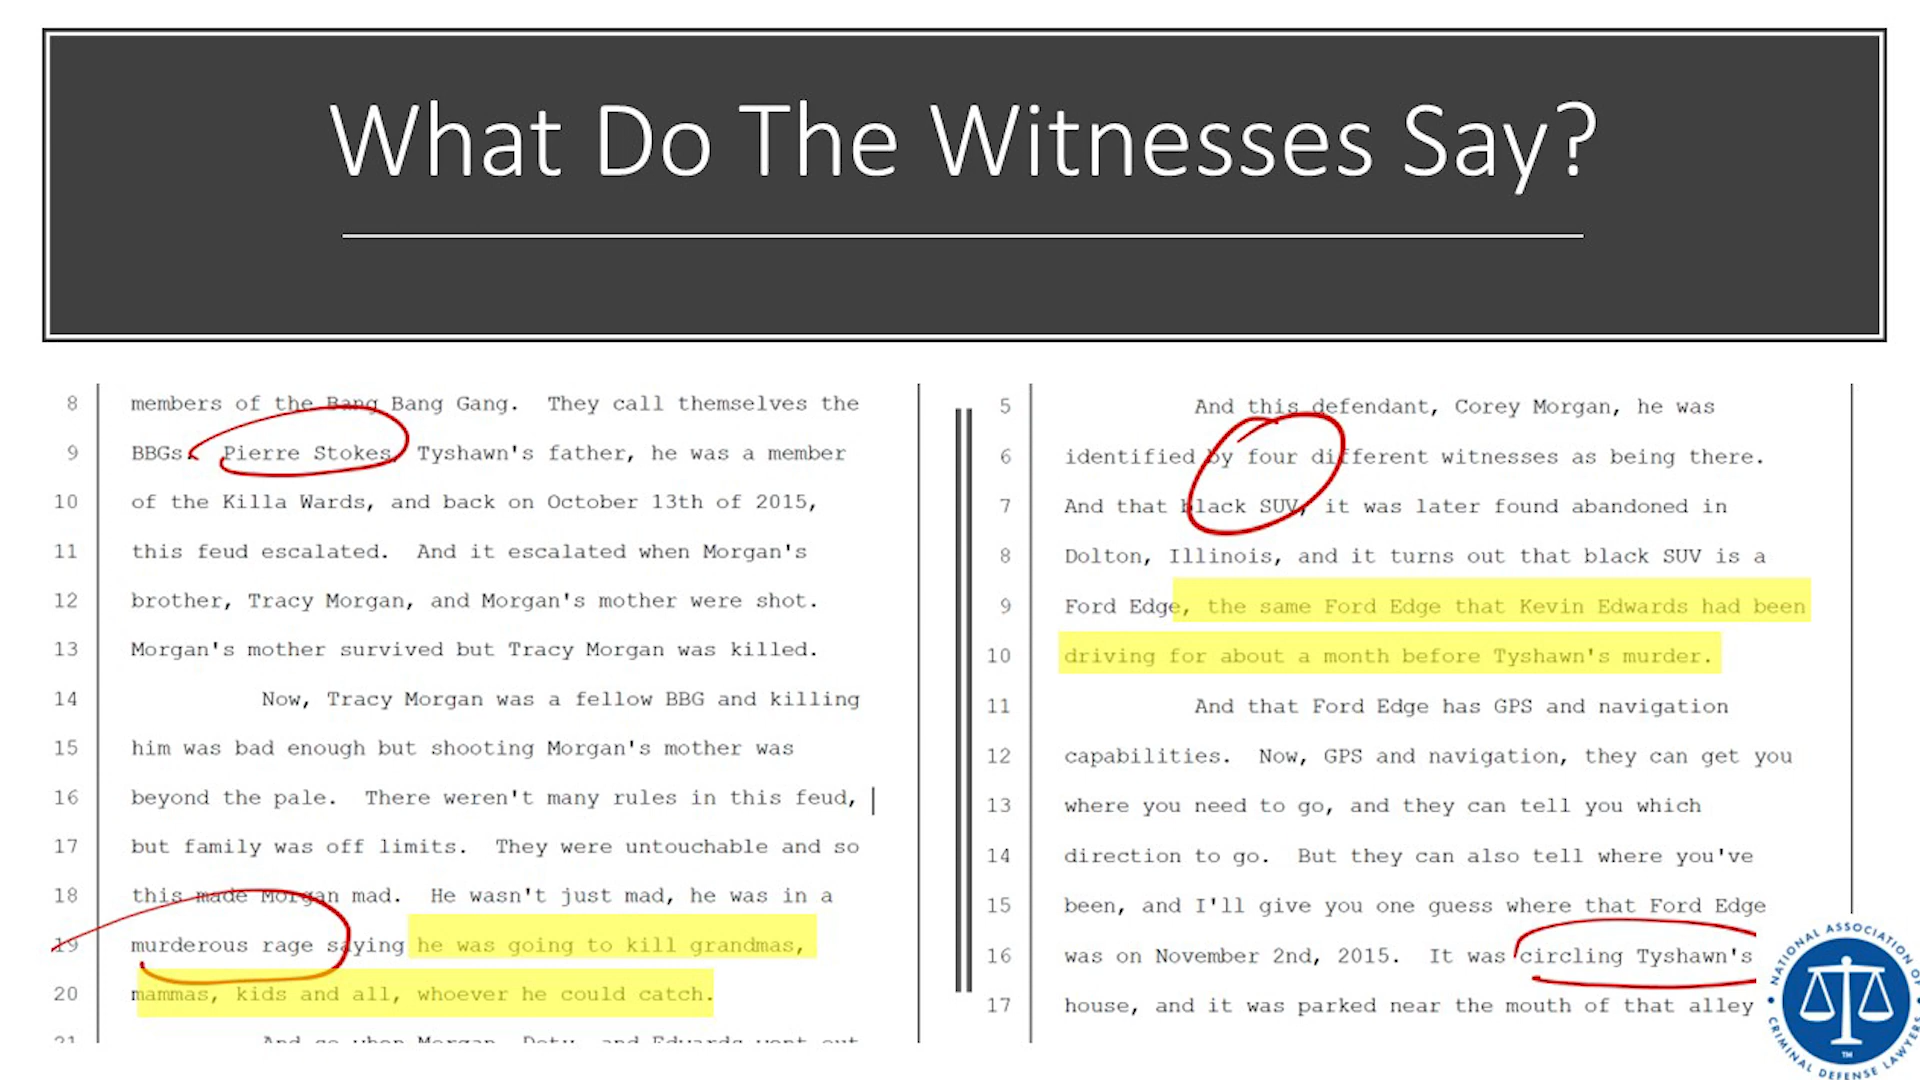 What Do The Witnesses Say?
8 members of the Bang Bang Gang. They call themselves the
9 BBGs. Pierre Stokes, Tyshawn's father, he was a member
10 of the Killa Wards, and back on October 13th of 2015,
11 this feud escalated. And it escalated when Morgan's
12 brother, Tracy Morgan, and Morgan's mother were shot.
13 Morgan's mother survived but Tracy Morgan was killed.
14 Now, Tracy Morgan was a fellow BBG and killing
15 him was bad enough but shooting Morgan's mother was
16 beyond the pale. There weren't many rules in this feud,
17 but family was off limits. They were untouchable and so
18 this made Morgan mad. He wasn't just mad, he was in a
19 murderous rage saying he was going to kill grandmas,
20 mammas, kids and all, whoever he could catch.
21 And so when Morgan, Doty, and Edwards went out
5 And this defendant, Corey Morgan, he was
6 identified by four different witnesses as being there.
7 And that black SUV, it was later found abandoned in
8 Dolton, Illinois, and it turns out that black SUV is a
9 Ford Edge, the same Ford Edge that Kevin Edwards had been
10 driving for about a month before Tyshawn's murder.
11 And that Ford Edge has GPS and navigation
12 capabilities. Now, GPS and navigation, they can get you
13 where you need to go, and they can tell you which
14 direction to go. But they can also tell where you've
15 been, and I'll give you one guess where that Ford Edge
16 was on November 2nd, 2015. It was circling Tyshawn's
17 house, and it was parked near the mouth of that alley
NATIONAL ASSOCIATION OF
CRIMINAL DEFENSE LAWYERS
TM